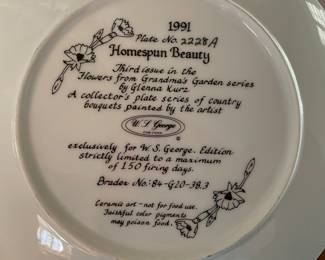 1991
Plate No. 2228A
Homespun Beauty
Third issue in the
Flowers from Grandma's Garden series
by Glenna Kurz
A collector's plate series of country
bouquets painted by the artist
W. S. George
©
exclusively for W. S. George. Edition
strictly limited to a maximum
of 150 firing days.
Bradex No: 84-G20-38.3
Ceramic art - not for food use.
Faithful color pigments
may poison food.